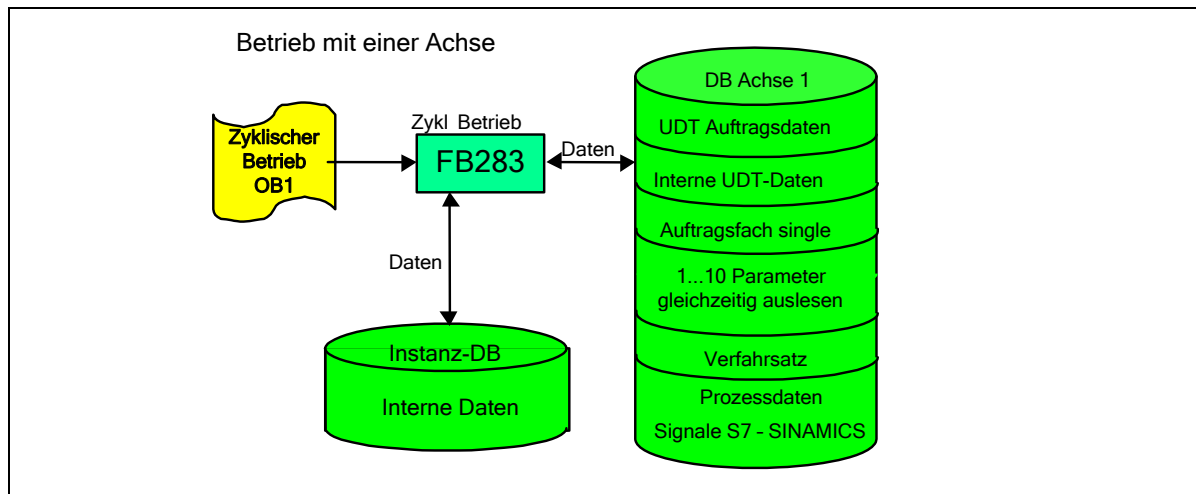 Betrieb mit einer Achse
Zyklischer
Betrieb
OB1
Zykl Betrieb
FB283
Daten
Daten
Instanz-DB
Interne Daten
DB Achse 1
UDT Auftragsdaten
Interne UDT-Daten
Auftragsfach single
1...10 Parameter
gleichzeitig auslesen
Verfahrsatz
Prozessdaten
Signale S7 - SINAMICS